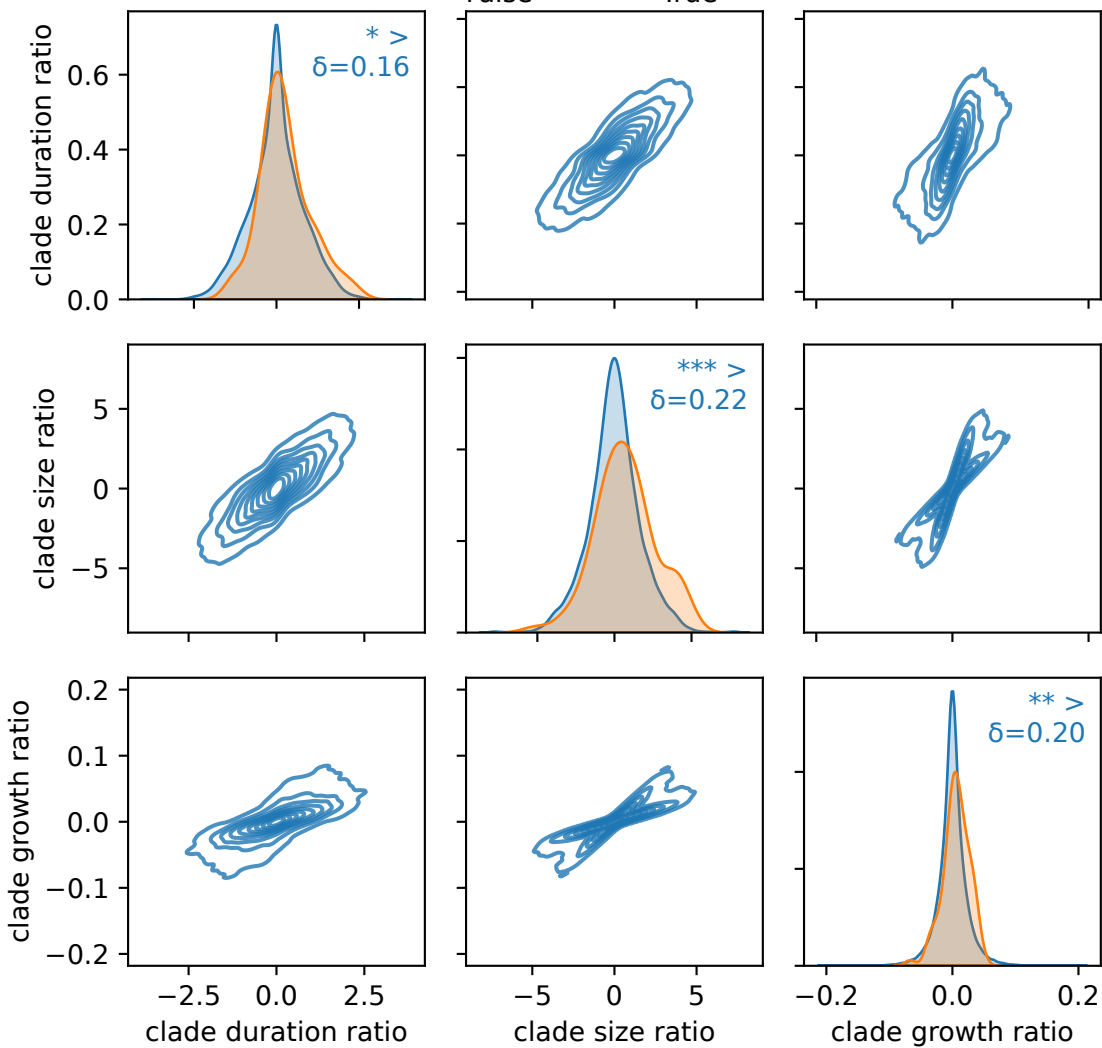 clade duration ratio
0.6
0.4
0.2
0.0
* >
δ=0.16
clade size ratio
5
0
−5
*** >
δ=0.22
clade growth ratio
0.2
0.1
0.0
−0.1
−0.2
** >
δ=0.20
−2.5 0.0 2.5
clade duration ratio
−5 0 5
clade size ratio
−0.2 0.0 0.2
clade growth ratio